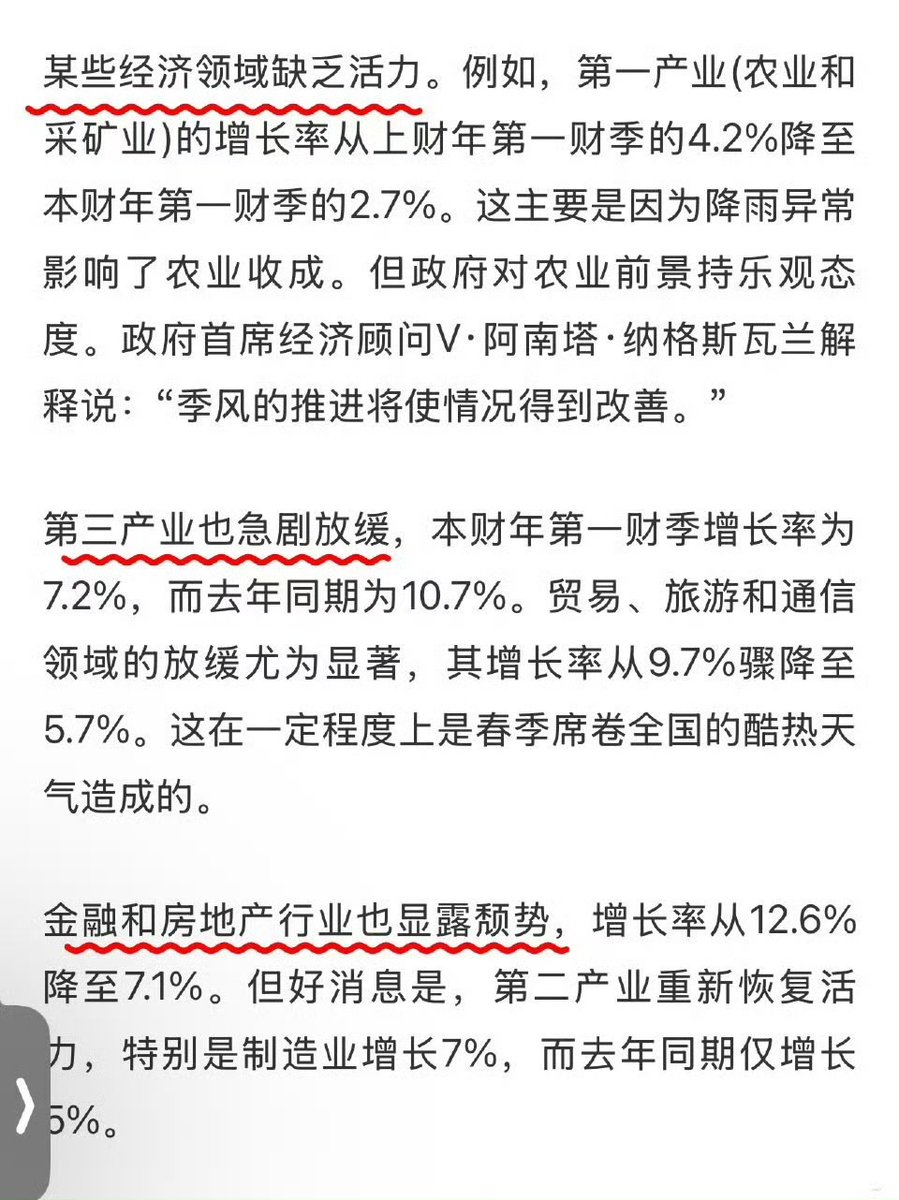 某些经济领域缺乏活力。例如，第一产业(农业和
采矿业)的增长率从上财年第一财季的4.2%降至
本财年第一财季的2.7%。这主要是因为降雨异常
影响了农业收成。但政府对农业前景持乐观态
度。政府首席经济顾问V·阿南塔·纳格斯瓦兰解
释说：“季风的推进将使情况得到改善。”
第三产业也急剧放缓，本财年第一财季增长率为
7.2%，而去年同期为10.7%。贸易、旅游和通信
领域的放缓尤为显著，其增长率从9.7%骤降至
5.7%。这在一定程度上是春季席卷全国的酷热天
气造成的。
金融和房地产行业也显露颓势，增长率从12.6%
降至7.1%。但好消息是，第二产业重新恢复活
力，特别是制造业增长7%，而去年同期仅增长
5%。